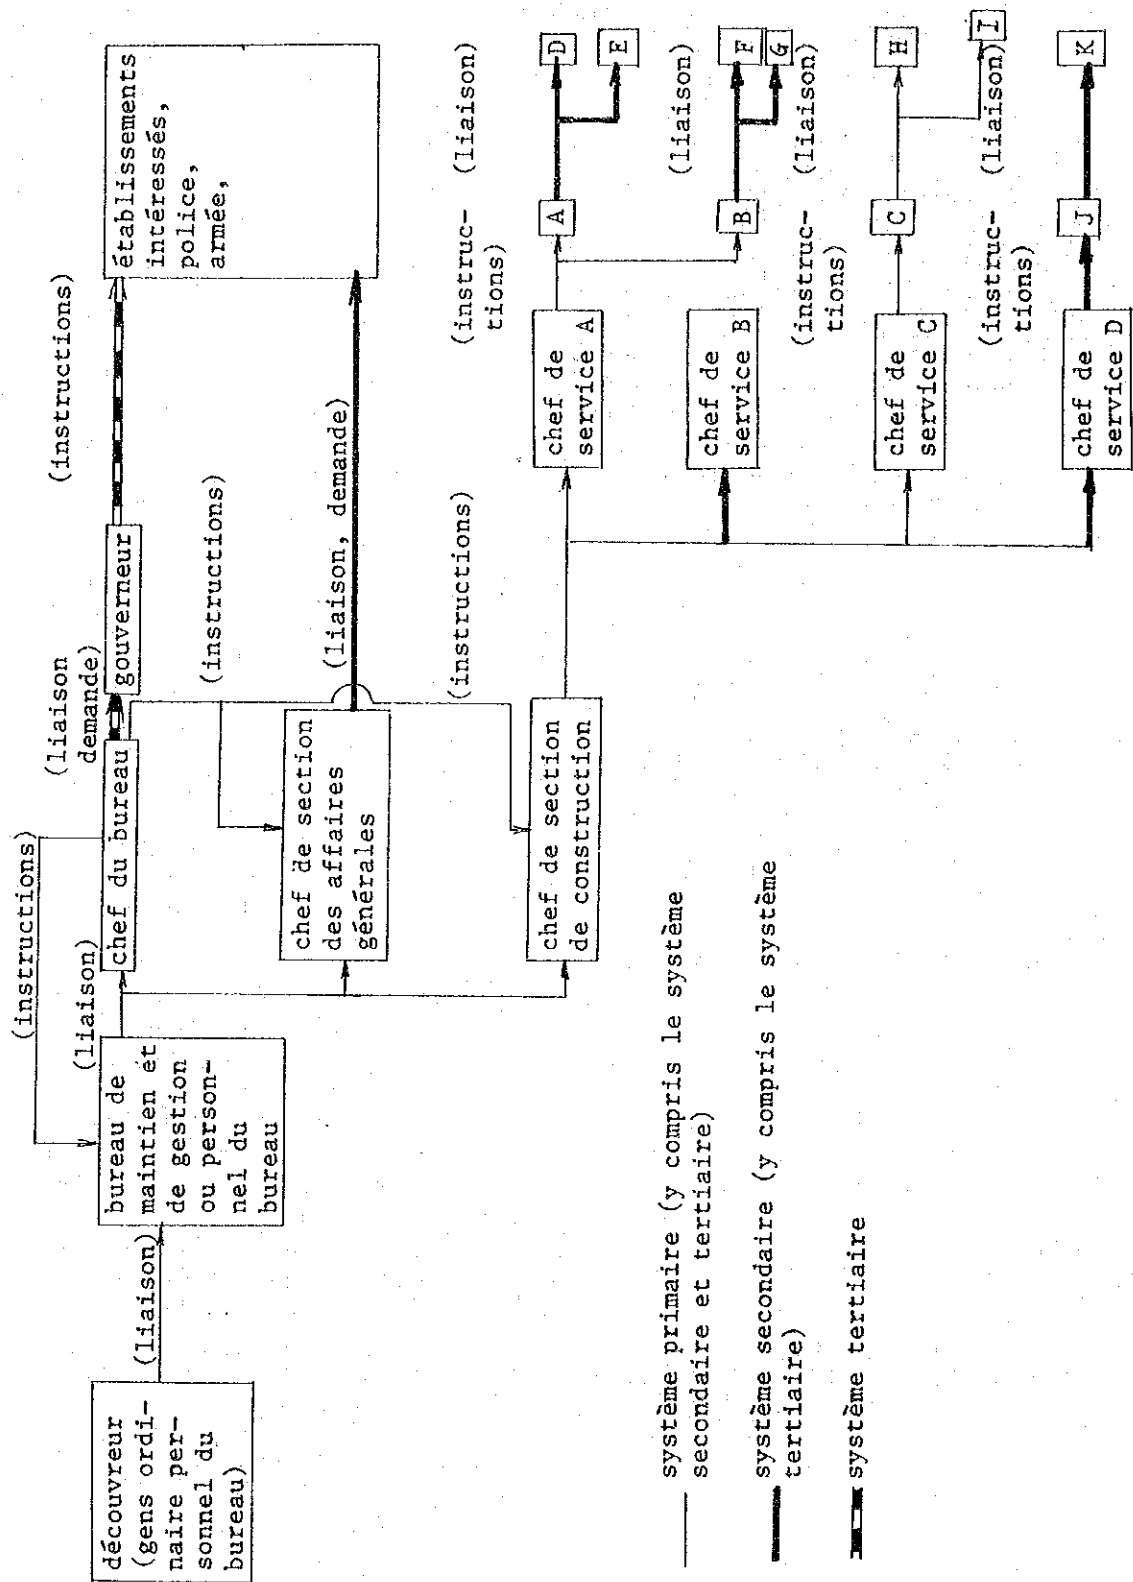 découvreur
(gens ordi-
naire per-
sonnel du
bureau)
(liaison)
bureau de
maintien et
de gestion
ou person-
nel du
bureau
(instructions)
(liaison)
chef du bureau
(liaison
demande)
gouverneur
(instructions)
établissements
intéressés,
police,
armée,
(instructions)
chef de section
des affaires
générales
(liaison, demande)
(instructions)
chef de section
de construction
chef de
service A
(instruc-
tions)
(liaison)
A
D
E
chef de
service B
(liaison)
B
F
G
chef de
service C
(instruc-
tions)
(liaison)
C
H
I
chef de
service D
(instruc-
tions)
(liaison)
J
K
système primaire (y compris le système
secondaire et tertiaire)
système secondaire (y compris le système
tertiaire)
système tertiaire